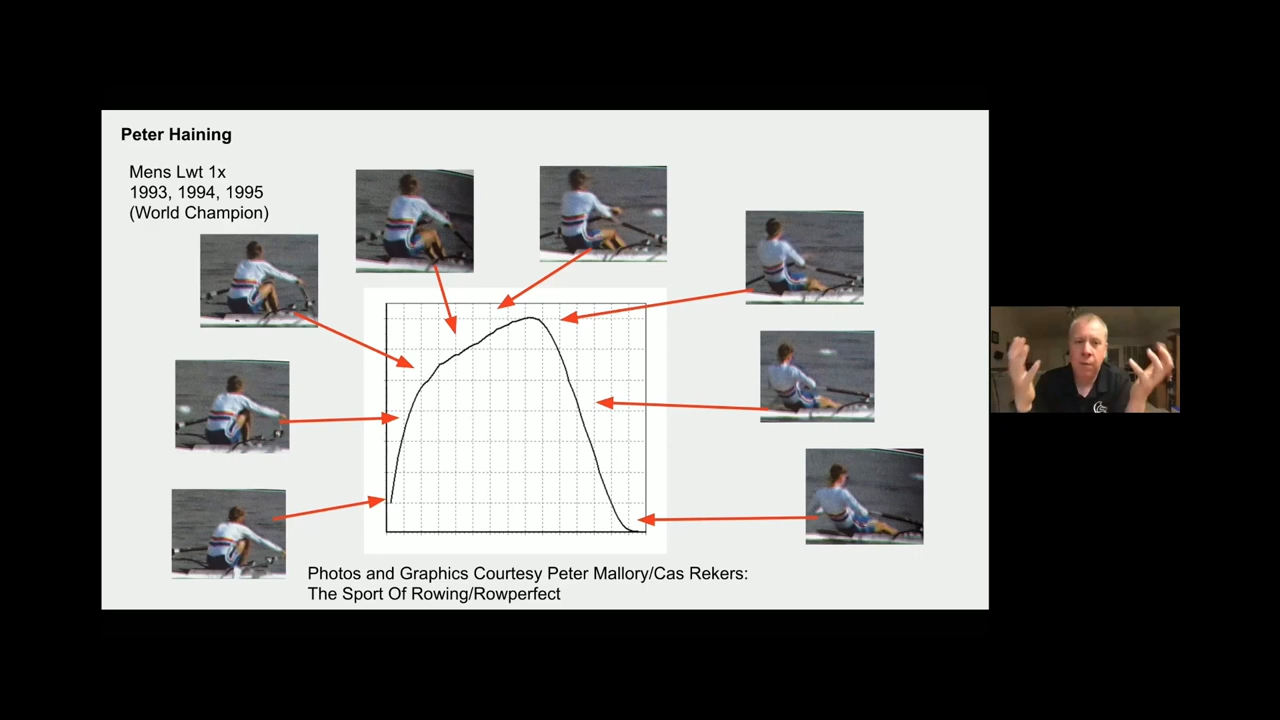 Peter Haining
Mens Lwt 1x
1993, 1994, 1995
(World Champion)
Photos and Graphics Courtesy Peter Mallory/Cas Rekers:
The Sport Of Rowing/Rowperfect